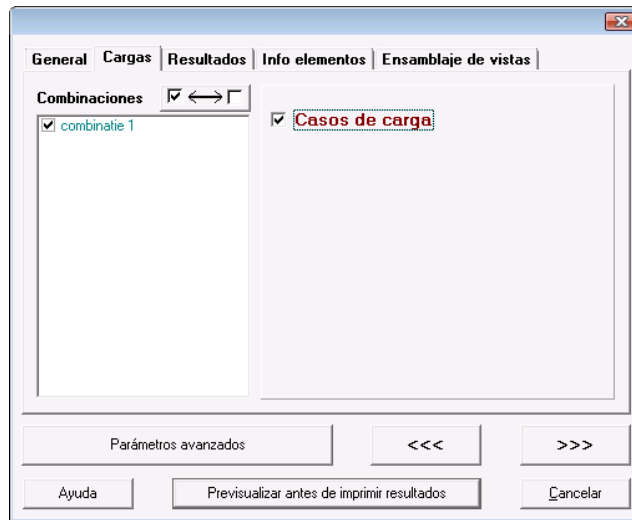 General Cargas Resultados Info elementos Ensamblaje de vistas
Combinaciones
combinatie 1
Casos de carga
Parámetros avanzados <<< >>>
Ayuda Previsualizar antes de imprimir resultados Cancelar